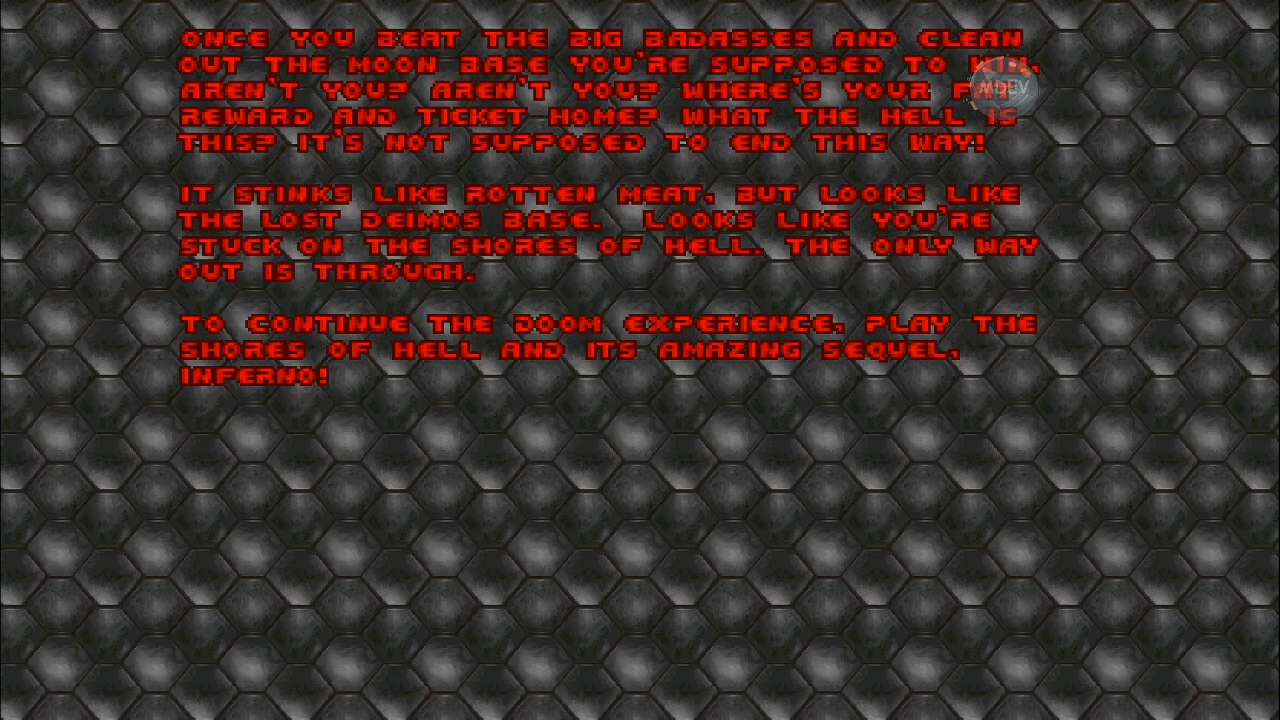 ONCE YOU BEAT THE BIG BADASSES AND CLEAN
OUT THE MOON BASE YOU'RE SUPPOSED TO WIN,
AREN'T YOU? AREN'T YOU? WHERE'S YOUR FAT
REWARD AND TICKET HOME? WHAT THE HELL IS
THIS? IT'S NOT SUPPOSED TO END THIS WAY!
IT STINKS LIKE ROTTEN MEAT, BUT LOOKS LIKE
THE LOST DEIMOS BASE. LOOKS LIKE YOU'RE
STUCK ON THE SHORES OF HELL. THE ONLY WAY
OUT IS THROUGH.
TO CONTINUE THE DOOM EXPERIENCE, PLAY THE
SHORES OF HELL AND ITS AMAZING SEQUEL,
INFERNO!
MDEV